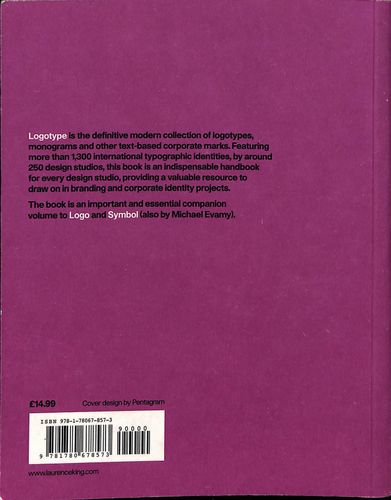 Logotype is the definitive modern collection of logotypes,
monograms and other text-based corporate marks. Featuring
more than 1,300 international typographic identities, by around
250 design studios, this book is an indispensable handbook
for every design studio, providing a valuable resource to
draw on in branding and corporate identity projects.
The book is an important and essential companion
volume to Logo and Symbol (also by Michael Evamy).
£14.99 Cover design by Pentagram
ISBN 978-1-78067-857-3
90000
9 781780 678573
www.laurenceking.com